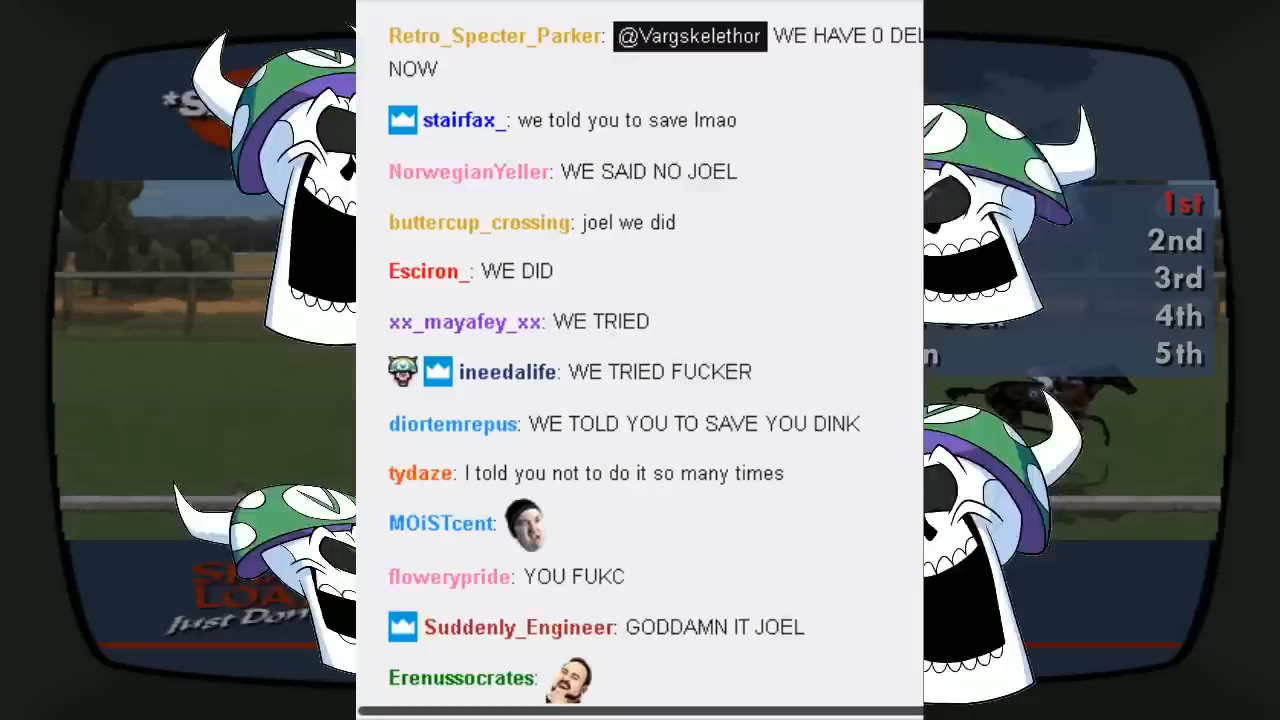 Retro_Specter_Parker: @Vargskelethor WE HAVE 0 DEL
NOW
stairfax_: we told you to save lmao
NorwegianYeller: WE SAID NO JOEL
buttercup_crossing: joel we did
Esciron_: WE DID
xx_mayafey_xx: WE TRIED
ineedalife: WE TRIED FUCKER
diortemrepus: WE TOLD YOU TO SAVE YOU DINK
tydaze: I told you not to do it so many times
MOiSTcent:
flowerypride: YOU FUKC
Suddenly_Engineer: GODDAMN IT JOEL
Erenussocrates:
1st
2nd
3rd
4th
n 5th
Just Don